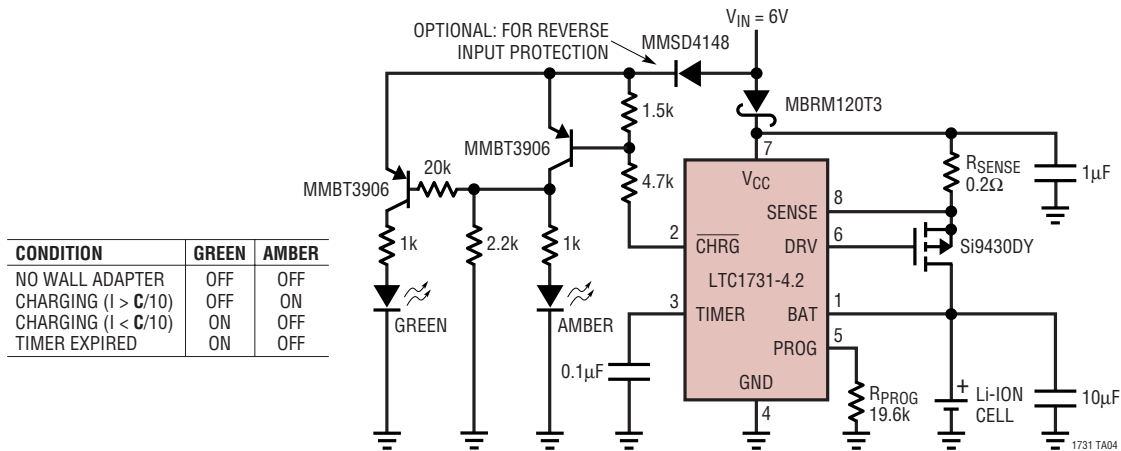 V_IN = 6V
OPTIONAL: FOR REVERSE
INPUT PROTECTION
MMSD4148
MBRM120T3
1.5k
MMBT3906
20k
4.7k
MMBT3906
7
V_CC
R_SENSE
0.2Ω
1µF
SENSE
8
1k
2.2k
1k
2
C̅H̅R̅G̅
DRV
6
Si9430DY
LTC1731-4.2
CONDITION GREEN AMBER
NO WALL ADAPTER OFF OFF
CHARGING (I > C/10) OFF ON
CHARGING (I < C/10) ON OFF
TIMER EXPIRED ON OFF
GREEN
AMBER
3
TIMER
BAT
1
PROG
5
0.1µF
GND
4
R_PROG
19.6k
+
Li-ION
CELL
10µF
1731 TA04